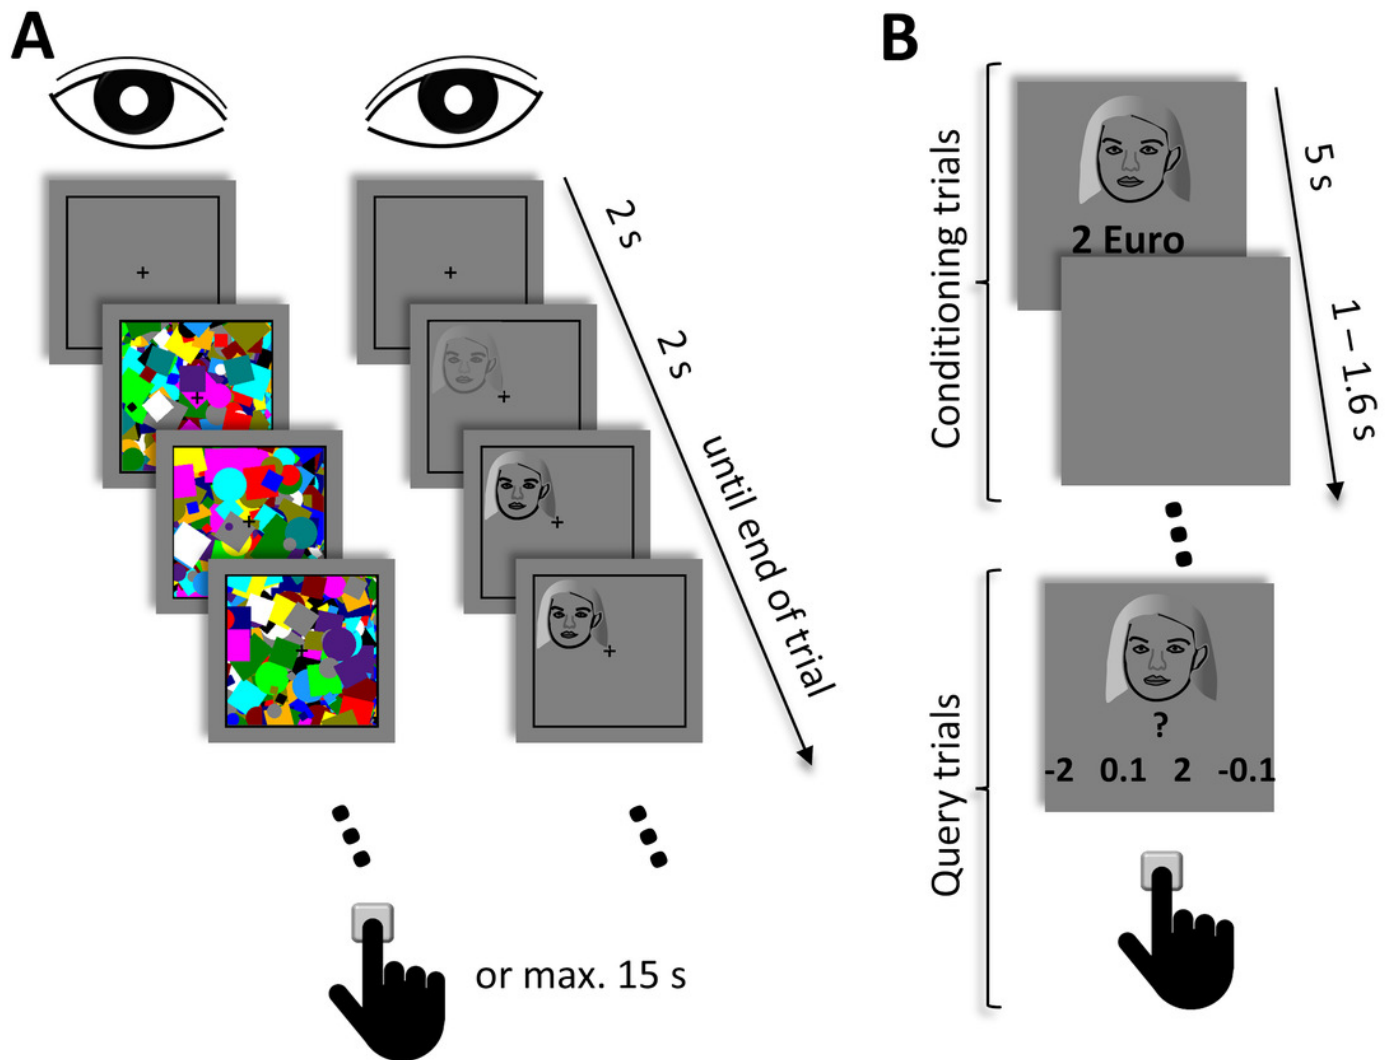 A
2 s
2 s
until end of trial
or max. 15 s
B
Conditioning trials
2 Euro
5 s
1 – 1.6 s
Query trials
?
-2 0.1 2 -0.1